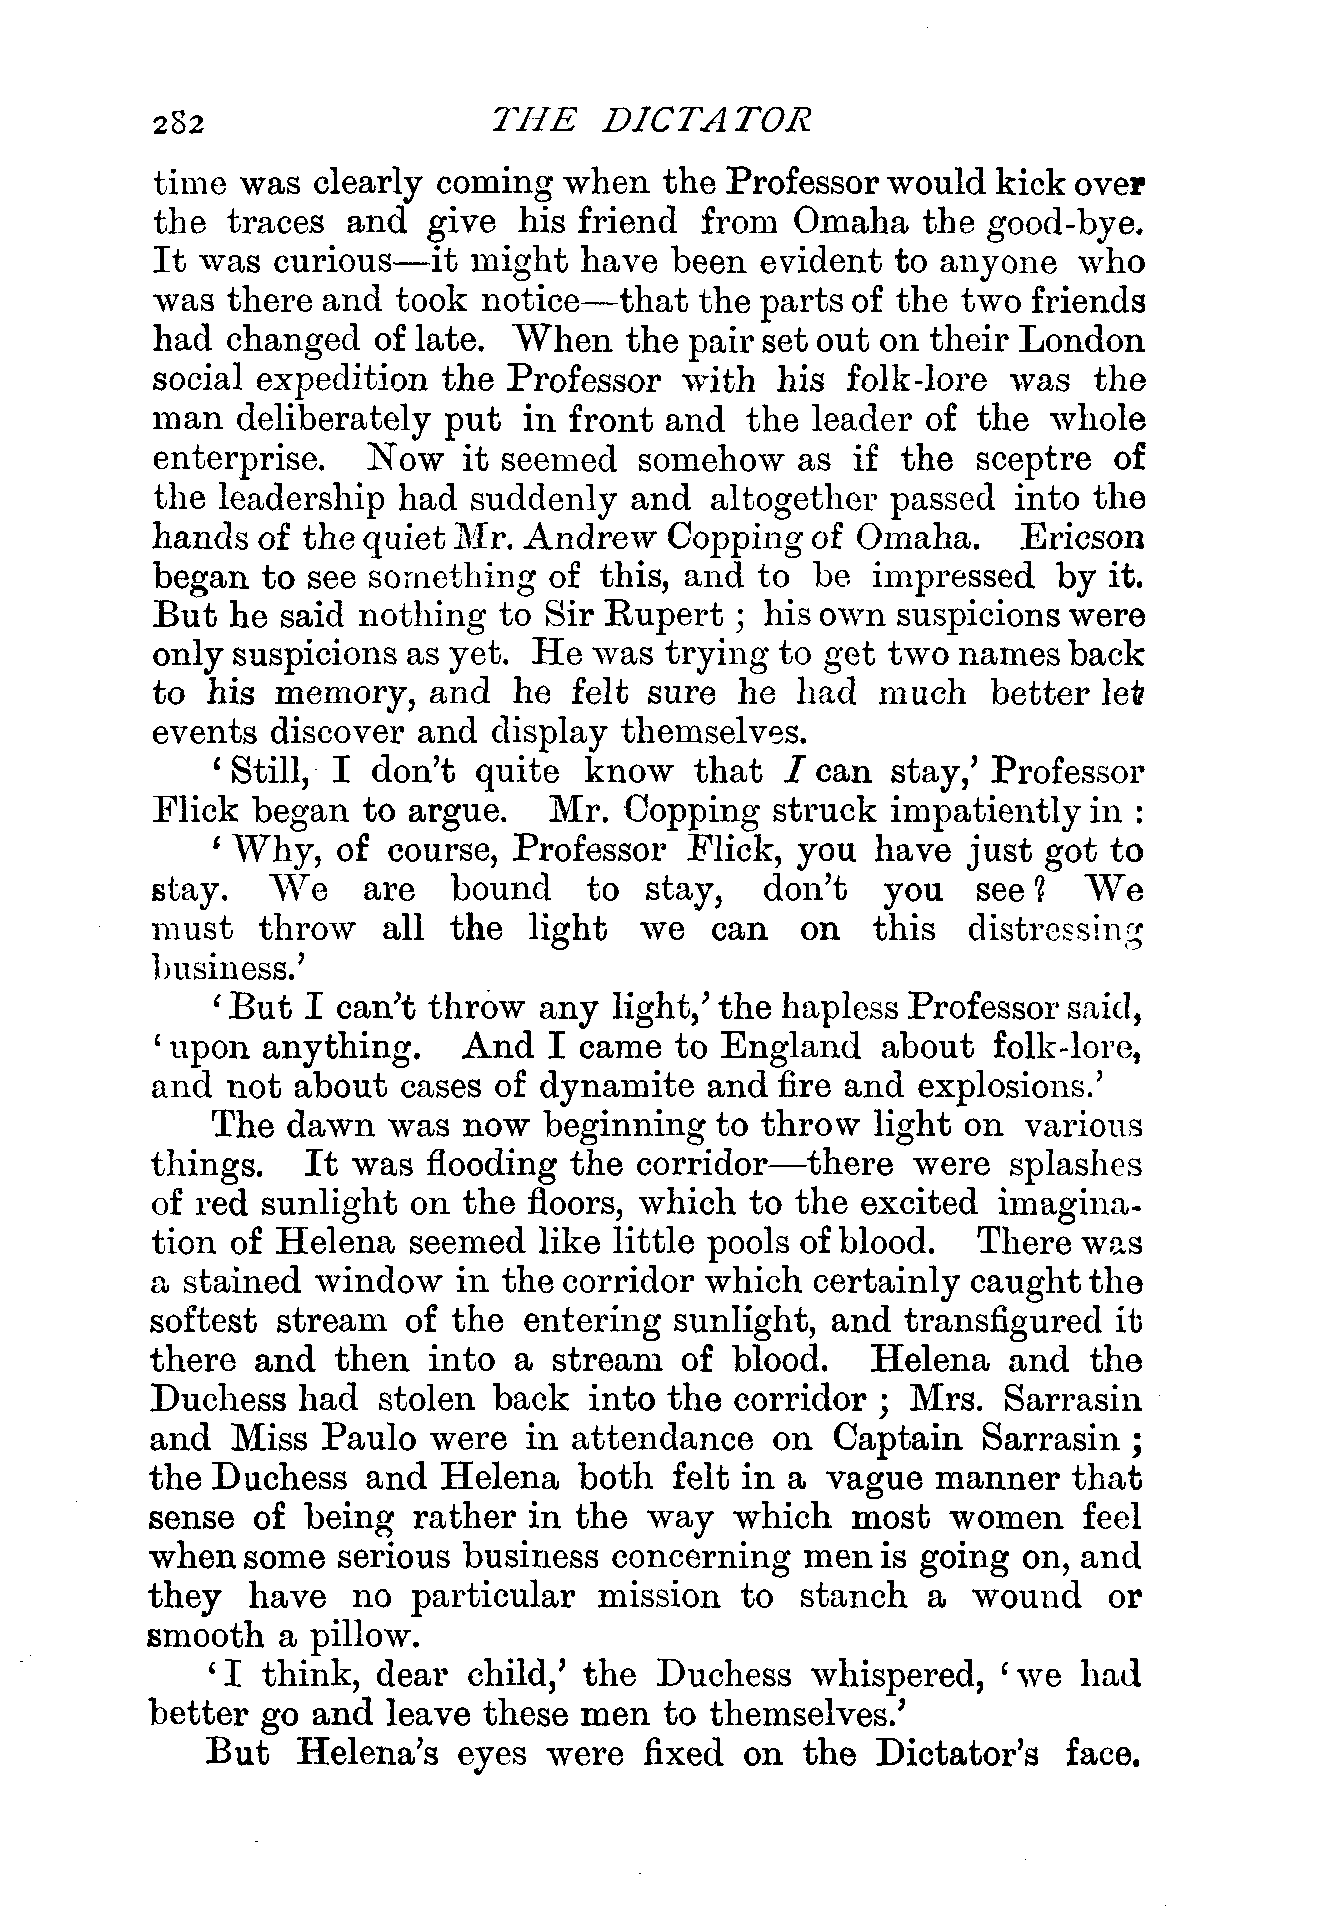 282 THE DICTATOR
time was clearly coming when the Professor would kick over
the traces and give his friend from Omaha the good-bye.
It was curious—it might have been evident to anyone who
was there and took notice—that the parts of the two friends
had changed of late. When the pair set out on their London
social expedition the Professor with his folk-lore was the
man deliberately put in front and the leader of the whole
enterprise. Now it seemed somehow as if the sceptre of
the leadership had suddenly and altogether passed into the
hands of the quiet Mr. Andrew Copping of Omaha. Ericson
began to see something of this, and to be impressed by it.
But he said nothing to Sir Rupert ; his own suspicions were
only suspicions as yet. He was trying to get two names back
to his memory, and he felt sure he had much better let
events discover and display themselves.
‘ Still, I don’t quite know that I can stay,’ Professor
Flick began to argue. Mr. Copping struck impatiently in :
‘ Why, of course, Professor Flick, you have just got to
stay. We are bound to stay, don’t you see ? We
must throw all the light we can on this distressing
business.’
‘ But I can’t throw any light,’ the hapless Professor said,
‘ upon anything. And I came to England about folk-lore,
and not about cases of dynamite and fire and explosions.’
The dawn was now beginning to throw light on various
things. It was flooding the corridor—there were splashes
of red sunlight on the floors, which to the excited imagina-
tion of Helena seemed like little pools of blood. There was
a stained window in the corridor which certainly caught the
softest stream of the entering sunlight, and transfigured it
there and then into a stream of blood. Helena and the
Duchess had stolen back into the corridor ; Mrs. Sarrasin
and Miss Paulo were in attendance on Captain Sarrasin ;
the Duchess and Helena both felt in a vague manner that
sense of being rather in the way which most women feel
when some serious business concerning men is going on, and
they have no particular mission to stanch a wound or
smooth a pillow.
‘ I think, dear child,’ the Duchess whispered, ‘ we had
better go and leave these men to themselves.’
But Helena’s eyes were fixed on the Dictator’s face.